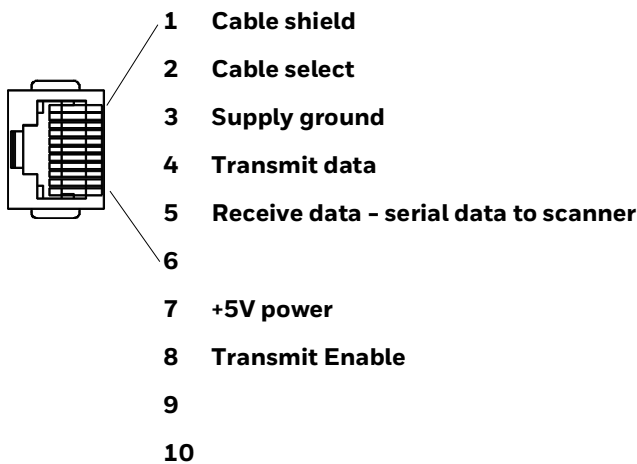 1 Cable shield
2 Cable select
3 Supply ground
4 Transmit data
5 Receive data – serial data to scanner
6
7 +5V power
8 Transmit Enable
9
10